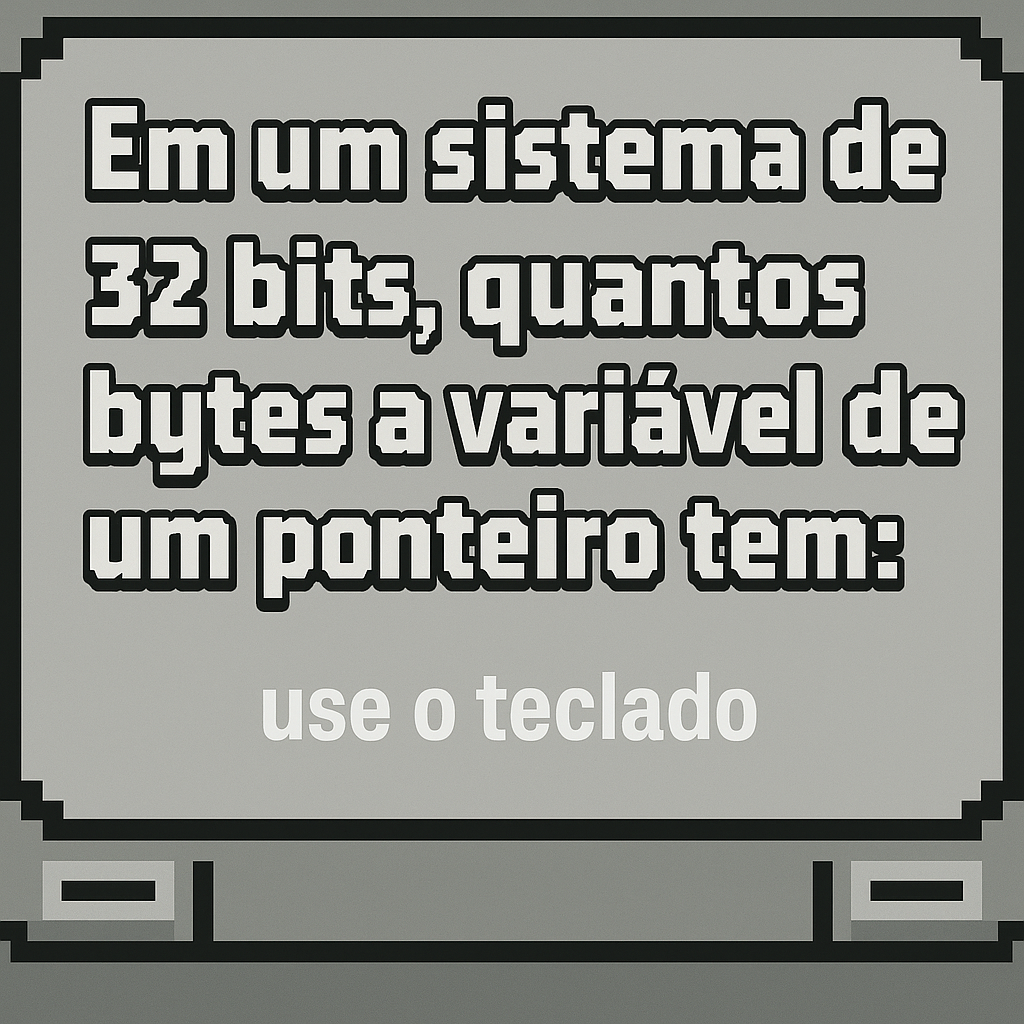 Em um sistema de
32 bits, quantos
bytes a variável de
um ponteiro tem:
use o teclado